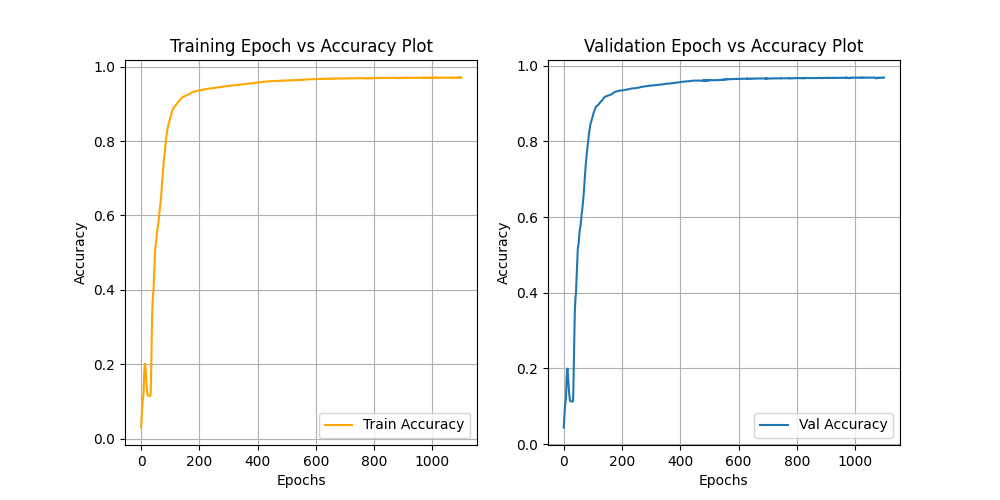 Training Epoch vs Accuracy Plot
1.0
0.8
0.6
0.4
0.2
0.0
Accuracy
0 200 400 600 800 1000
Epochs
Train Accuracy
Validation Epoch vs Accuracy Plot
1.0
0.8
0.6
0.4
0.2
0.0
Accuracy
0 200 400 600 800 1000
Epochs
Val Accuracy